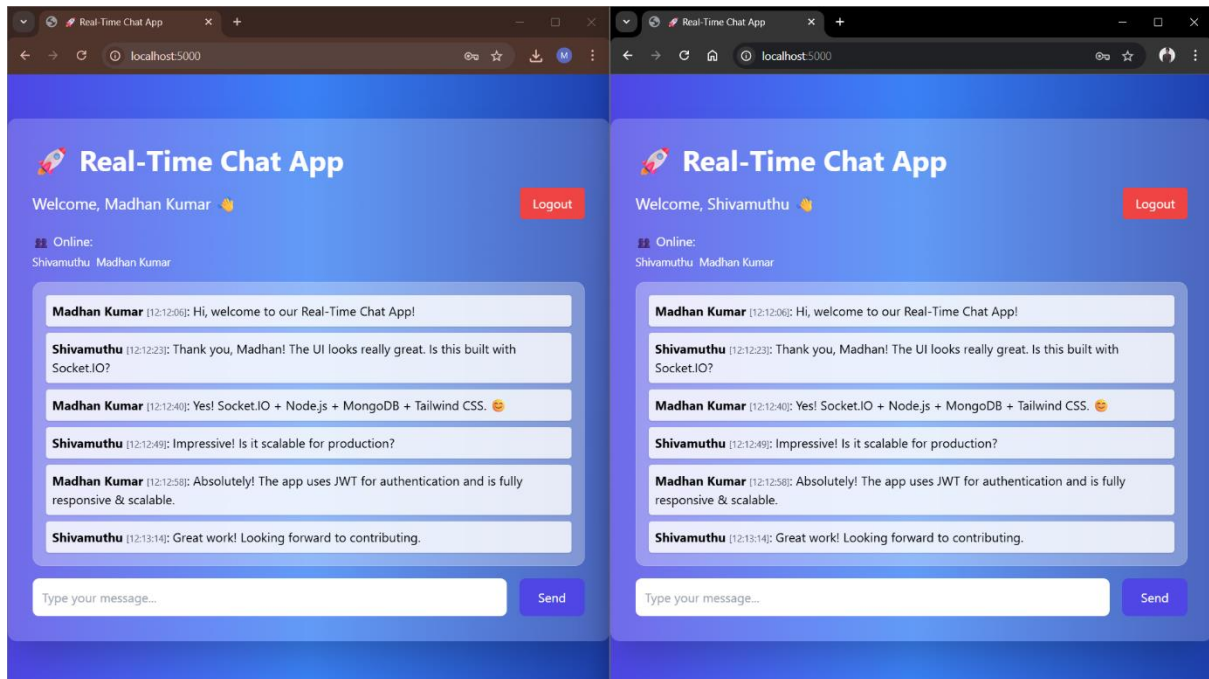 Real-Time Chat App
localhost:5000
M
🚀 Real-Time Chat App
Welcome, Madhan Kumar 👋
Logout
👥 Online:
Shivamuthu Madhan Kumar
Madhan Kumar [12:12:06]: Hi, welcome to our Real-Time Chat App!
Shivamuthu [12:12:23]: Thank you, Madhan! The UI looks really great. Is this built with
Socket.IO?
Madhan Kumar [12:12:40]: Yes! Socket.IO + Node.js + MongoDB + Tailwind CSS. 😊
Shivamuthu [12:12:49]: Impressive! Is it scalable for production?
Madhan Kumar [12:12:58]: Absolutely! The app uses JWT for authentication and is fully
responsive & scalable.
Shivamuthu [12:13:14]: Great work! Looking forward to contributing.
Type your message...
Send
Real-Time Chat App
localhost:5000
🚀 Real-Time Chat App
Welcome, Shivamuthu 👋
Logout
👥 Online:
Shivamuthu Madhan Kumar
Madhan Kumar [12:12:06]: Hi, welcome to our Real-Time Chat App!
Shivamuthu [12:12:23]: Thank you, Madhan! The UI looks really great. Is this built with
Socket.IO?
Madhan Kumar [12:12:40]: Yes! Socket.IO + Node.js + MongoDB + Tailwind CSS. 😊
Shivamuthu [12:12:49]: Impressive! Is it scalable for production?
Madhan Kumar [12:12:58]: Absolutely! The app uses JWT for authentication and is fully
responsive & scalable.
Shivamuthu [12:13:14]: Great work! Looking forward to contributing.
Type your message...
Send